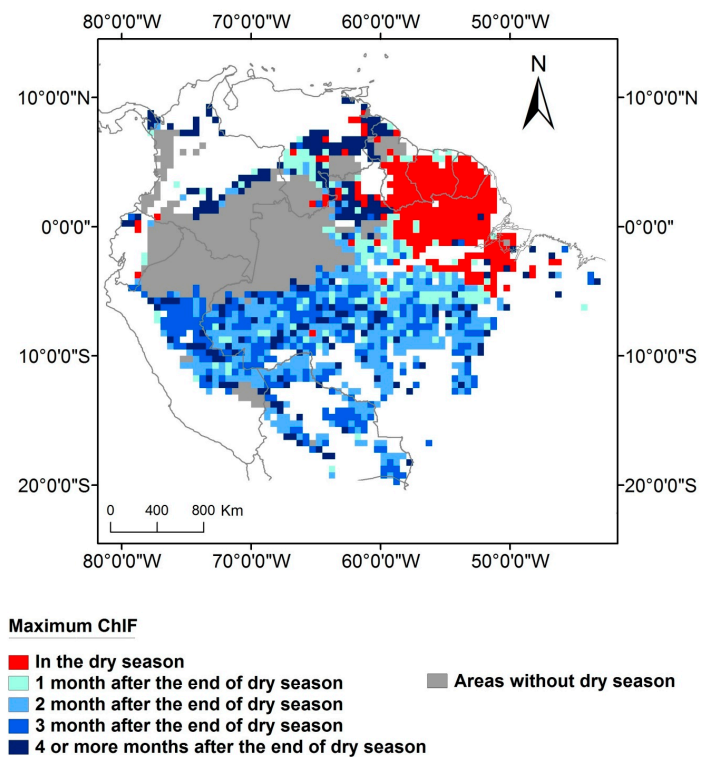 80°0'0"W 70°0'0"W 60°0'0"W 50°0'0"W
N
10°0'0"N 10°0'0"N
0°0'0" 0°0'0"
10°0'0"S 10°0'0"S
20°0'0"S 20°0'0"S
0 400 800 Km
80°0'0"W 70°0'0"W 60°0'0"W 50°0'0"W
Maximum ChlF
In the dry season
1 month after the end of dry season
Areas without dry season
2 month after the end of dry season
3 month after the end of dry season
4 or more months after the end of dry season